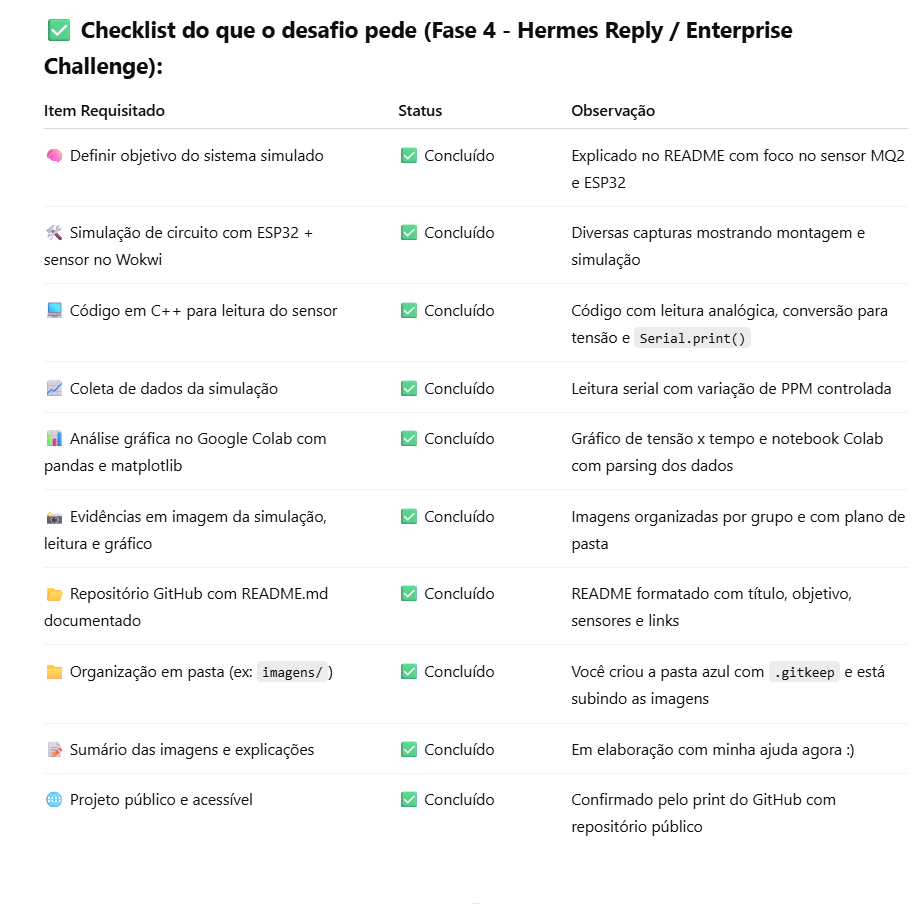 ✅ Checklist do que o desafio pede (Fase 4 - Hermes Reply / Enterprise
Challenge):
Item Requisitado Status Observação
🧠 Definir objetivo do sistema simulado ✅ Concluído Explicado no README com foco no sensor MQ2
e ESP32
🛠️ Simulação de circuito com ESP32 + ✅ Concluído Diversas capturas mostrando montagem e
sensor no Wokwi simulação
💻 Código em C++ para leitura do sensor ✅ Concluído Código com leitura analógica, conversão para
tensão e Serial.print()
📈 Coleta de dados da simulação ✅ Concluído Leitura serial com variação de PPM controlada
📊 Análise gráfica no Google Colab com ✅ Concluído Gráfico de tensão x tempo e notebook Colab
pandas e matplotlib com parsing dos dados
📸 Evidências em imagem da simulação, ✅ Concluído Imagens organizadas por grupo e com plano de
leitura e gráfico pasta
📂 Repositório GitHub com README.md ✅ Concluído README formatado com título, objetivo,
documentado sensores e links
📁 Organização em pasta (ex: imagens/) ✅ Concluído Você criou a pasta azul com .gitkeep e está
subindo as imagens
📝 Sumário das imagens e explicações ✅ Concluído Em elaboração com minha ajuda agora :)
🌐 Projeto público e acessível ✅ Concluído Confirmado pelo print do GitHub com
repositório público